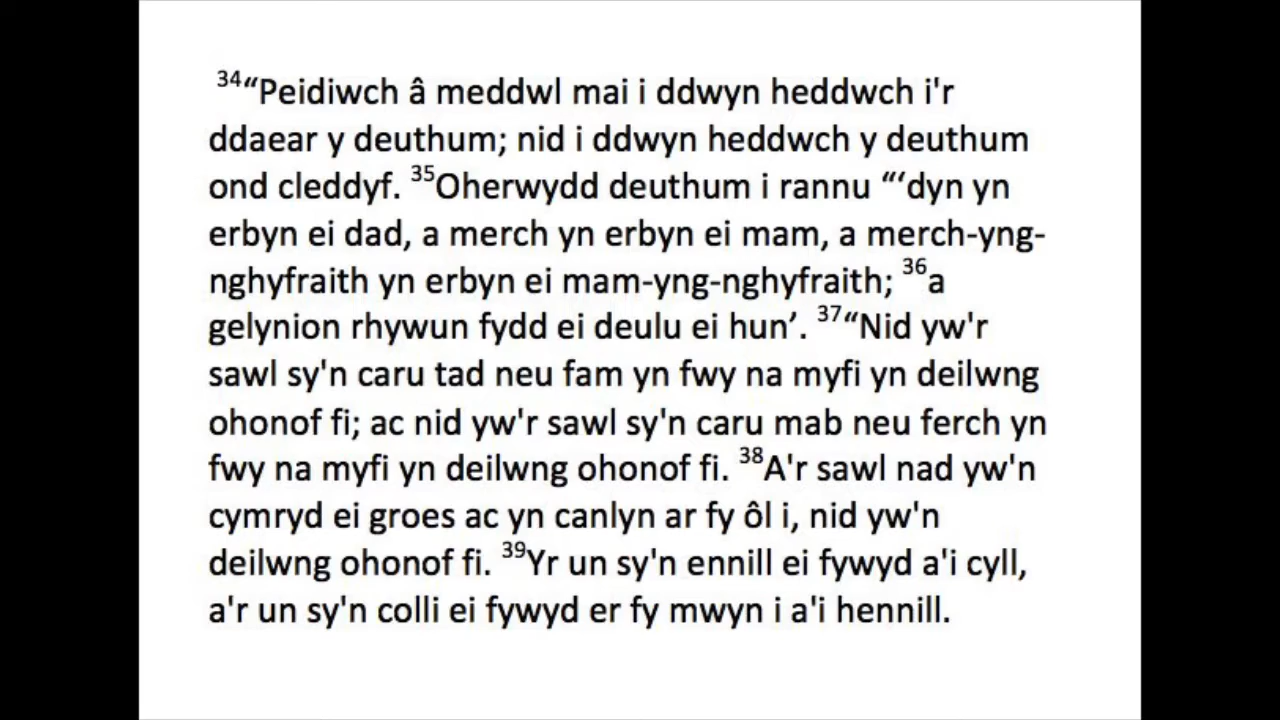 ³⁴“Peidiwch â meddwl mai i ddwyn heddwch i'r
ddaear y deuthum; nid i ddwyn heddwch y deuthum
ond cleddyf. ³⁵Oherwydd deuthum i rannu “‘dyn yn
erbyn ei dad, a merch yn erbyn ei mam, a merch-yng-
nghyfraith yn erbyn ei mam-yng-nghyfraith; ³⁶a
gelynion rhywun fydd ei deulu ei hun’. ³⁷“Nid yw'r
sawl sy'n caru tad neu fam yn fwy na myfi yn deilwng
ohonof fi; ac nid yw'r sawl sy'n caru mab neu ferch yn
fwy na myfi yn deilwng ohonof fi. ³⁸A'r sawl nad yw'n
cymryd ei groes ac yn canlyn ar fy ôl i, nid yw'n
deilwng ohonof fi. ³⁹Yr un sy'n ennill ei fywyd a'i cyll,
a'r un sy'n colli ei fywyd er fy mwyn i a'i hennill.